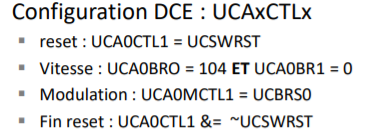 Configuration DCE : UCAxCTLx
▪ reset : UCA0CTL1 = UCSWRST
▪ Vitesse : UCA0BRO = 104 ET UCA0BR1 = 0
▪ Modulation : UCA0MCTL1 = UCBRS0
▪ Fin reset : UCA0CTL1 &= ~UCSWRST